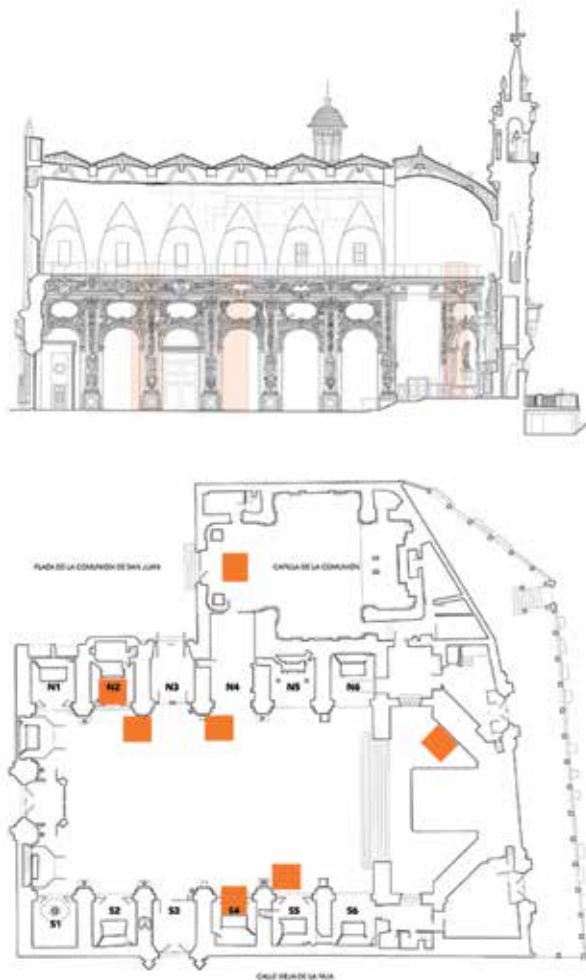 PLAZA DE LA COMUNIÓN DE SAN JUAN
CAPILLA DE LA COMUNIÓN
N1 N2 N3 N4 N5 N6
S1 S2 S3 S4 S5 S6
CALLE VIEJA DE LA PAJA